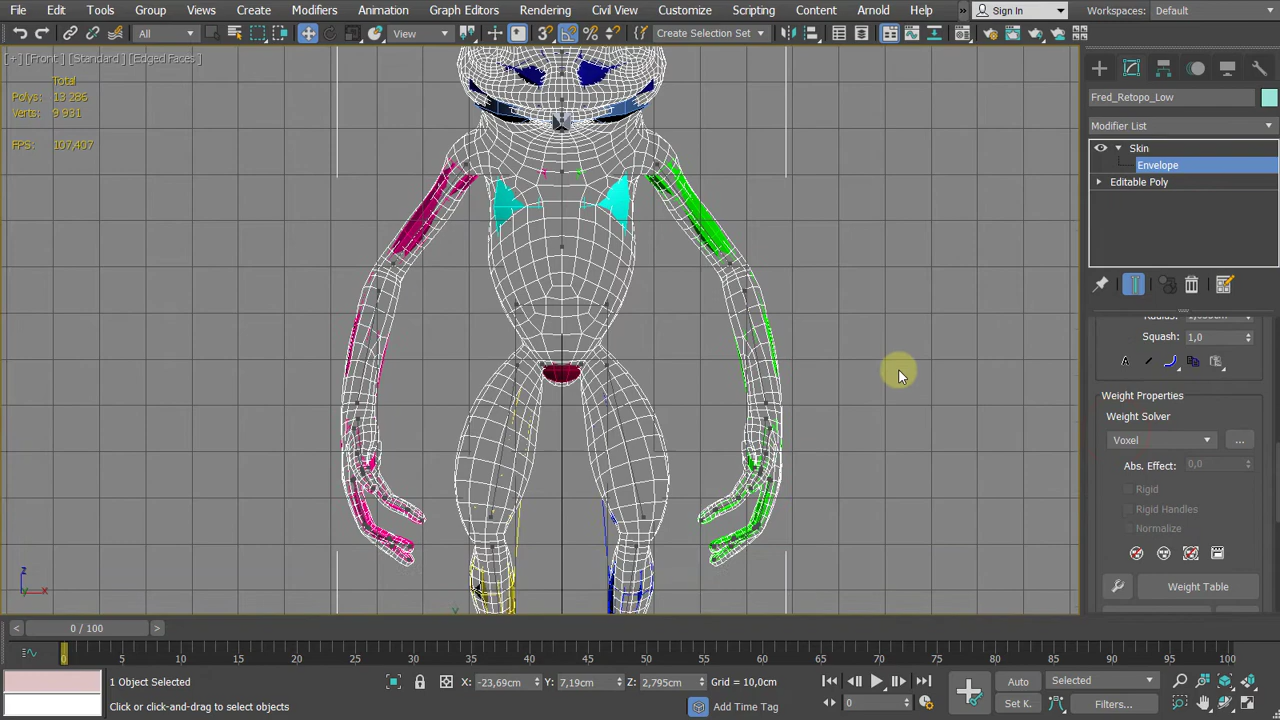 File Edit Tools Group Views Create Modifiers Animation Graph Editors Rendering Civil View Customize Scripting Content Arnold Help » Sign In Workspaces: Default
All View Create Selection Set
[+] [Front] [Standard] [Edged Faces]
Total
Polys: 13 286
Verts: 9 931
FPS: 107,407
Fred_Retopo_Low
Modifier List
Skin
Envelope
Editable Poly
Squash: 1,0
Weight Properties
Weight Solver
Voxel ...
Abs. Effect: 0,0
Rigid
Rigid Handles
Normalize
Weight Table
z
x
0 / 100
0 5 10 15 20 25 30 35 40 45 50 55 60 65 70 75 80 85 90 95 100
1 Object Selected X: -23,69cm Y: 7,19cm Z: 2,795cm Grid = 10,0cm Auto Selected
Click or click-and-drag to select objects Add Time Tag 0 Set K. Filters...